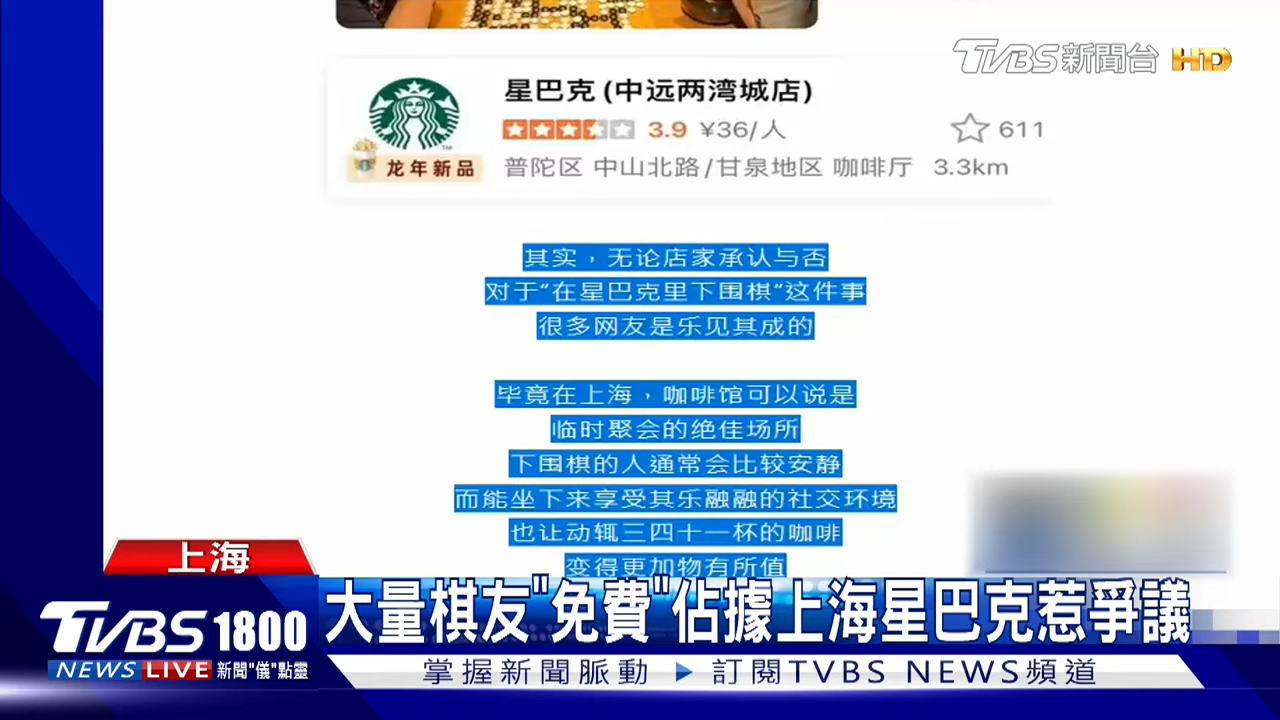 TVBS新聞台 HD
星巴克 (中远两湾城店)
3.9 ¥36/人
611
龙年新品
普陀区 中山北路/甘泉地区 咖啡厅 3.3km
其实，无论店家承认与否
对于“在星巴克里下围棋”这件事
很多网友是乐见其成的
毕竟在上海，咖啡馆可以说是
临时聚会的绝佳场所
下围棋的人通常会比较安静
而能坐下来享受其乐融融的社交环境
也让动辄三四十一杯的咖啡
变得更加物有所值
上海
大量棋友"免費"佔據上海星巴克惹爭議
TVBS 1800
NEWS LIVE 新聞"儀"點靈
掌握新聞脈動 ▶ 訂閱TVBS NEWS頻道